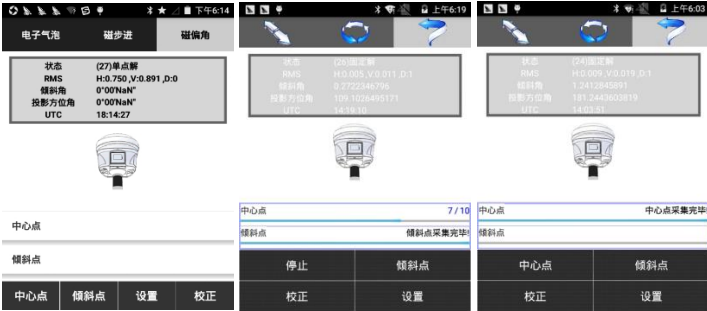 下午6:14
电子气泡 磁步进 磁偏角
状态 (27)单点解
RMS H:0.750 ,V:0.891 ,D:0
倾斜角 0°00'NaN"
投影方位角 0°00'NaN"
UTC 18:14:27
中心点
倾斜点
中心点 倾斜点 设置 校正
上午6:19
状态 (26)固定解
RMS H:0.005 ,V:0.011 ,D:1
倾斜角 0.2722346796
投影方位角 109.1026495171
UTC 14:19:10
中心点 7 / 10
倾斜点 倾斜点采集完毕!
停止 倾斜点
校正 设置
上午6:03
状态 (24)固定解
RMS H:0.009 ,V:0.019 ,D:1
倾斜角 1.2412845891
投影方位角 181.2443603819
UTC 14:03:51
中心点 中心点采集完毕
倾斜点
中心点 倾斜点
校正 设置